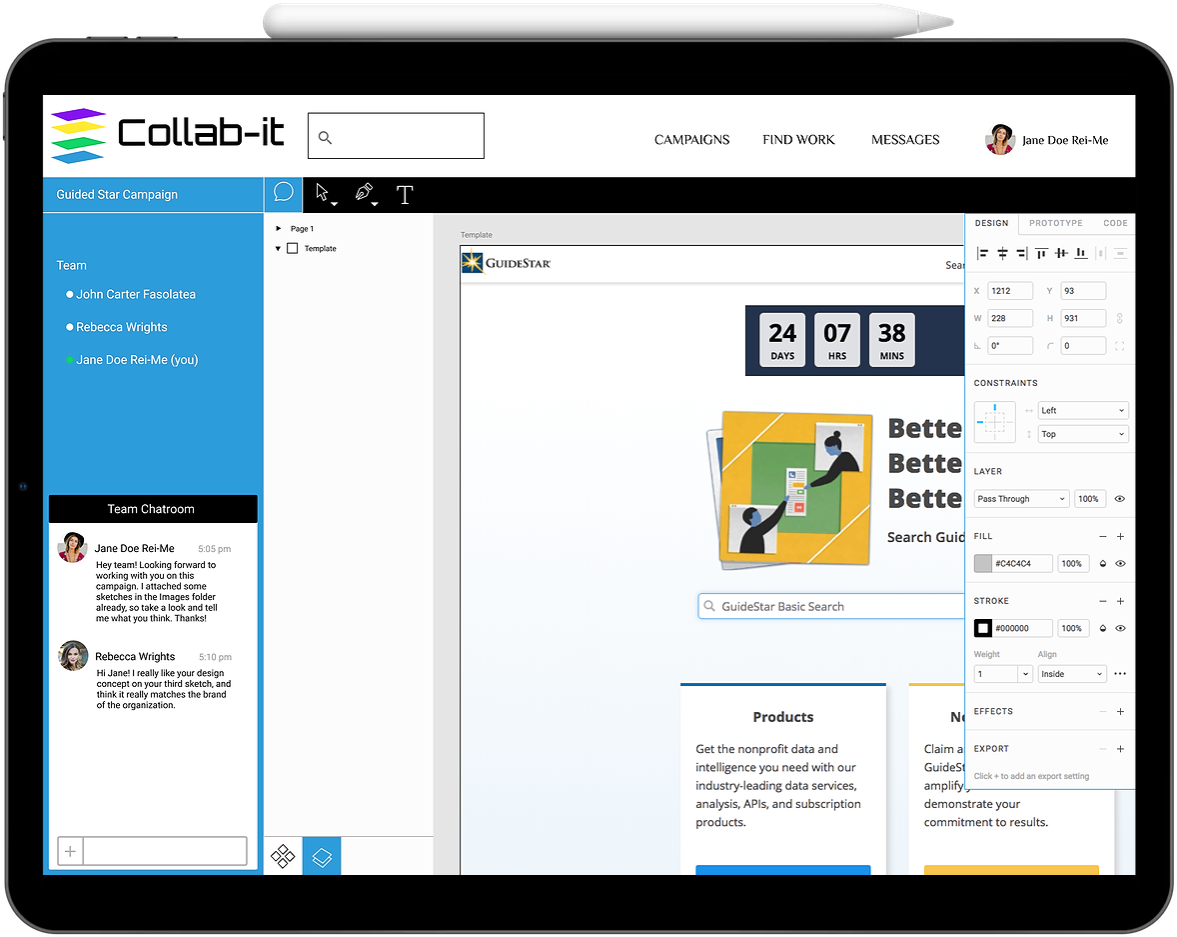 Collab-it
CAMPAIGNS
FIND WORK
MESSAGES
Jane Doe Rei-Me
Guided Star Campaign
T
Team
John Carter Fasolatea
Rebecca Wrights
Jane Doe Rei-Me (you)
Team Chatroom
Jane Doe Rei-Me 5:05 pm
Hey team! Looking forward to
working with you on this
campaign. I attached some
sketches in the Images folder
already, so take a look and tell
me what you think. Thanks!
Rebecca Wrights 5:10 pm
Hi Jane! I really like your design
concept on your third sketch, and
think it really matches the brand
of the organization.
Page 1
Template
Template
GUIDESTAR
Sear
24 07 38
DAYS HRS MINS
Bette
Bette
Bette
Search Guid
GuideStar Basic Search
Products
Get the nonprofit data and
intelligence you need with our
industry-leading data services,
analysis, APIs, and subscription
products.
No
Claim a
GuideSt
amplify
demonstrate your
commitment to results.
DESIGN PROTOTYPE CODE
X 1212 Y 93
W 228 H 931
0° 0
CONSTRAINTS
Left
Top
LAYER
Pass Through 100%
FILL
#C4C4C4 100%
STROKE
#000000 100%
Weight Align
1 Inside
EFFECTS
EXPORT
Click + to add an export setting